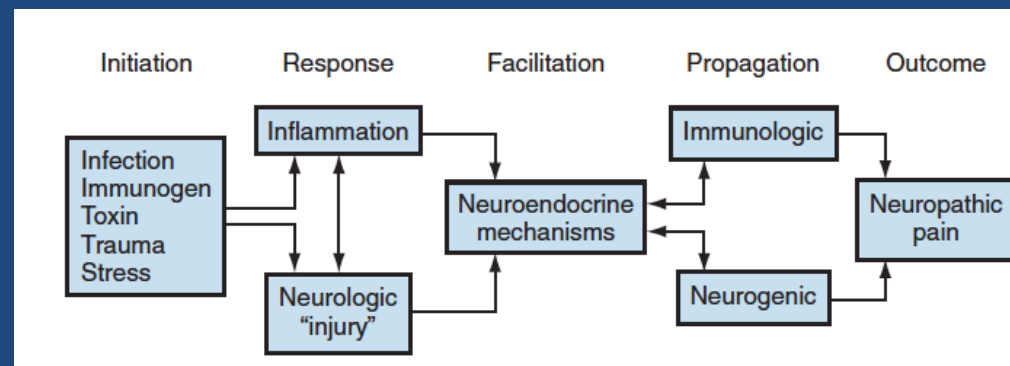 Initiation
Response
Facilitation
Propagation
Outcome
Infection
Immunogen
Toxin
Trauma
Stress
Inflammation
Neurologic
“injury”
Neuroendocrine
mechanisms
Immunologic
Neurogenic
Neuropathic
pain